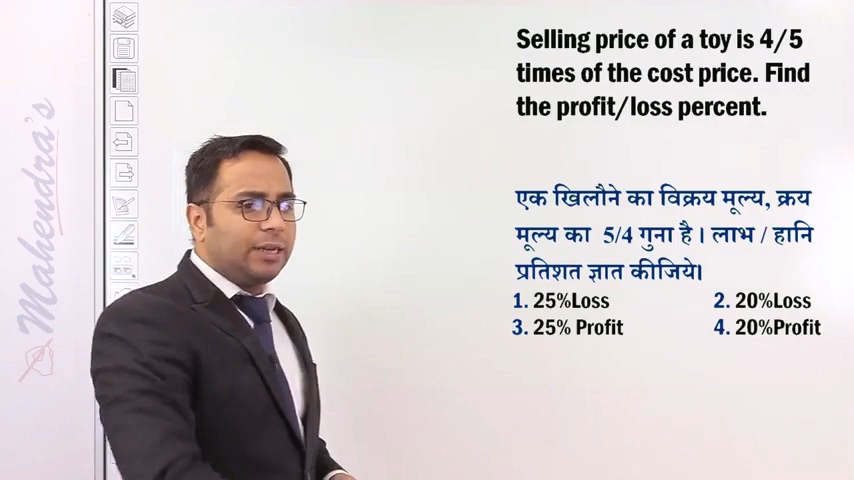 Selling price of a toy is 4/5
times of the cost price. Find
the profit/loss percent.
एक खिलौने का विक्रय मूल्य, क्रय
मूल्य का 5/4 गुना है। लाभ / हानि
प्रतिशत ज्ञात कीजिये।
1. 25%Loss 2. 20%Loss
3. 25% Profit 4. 20%Profit
Mahendra's